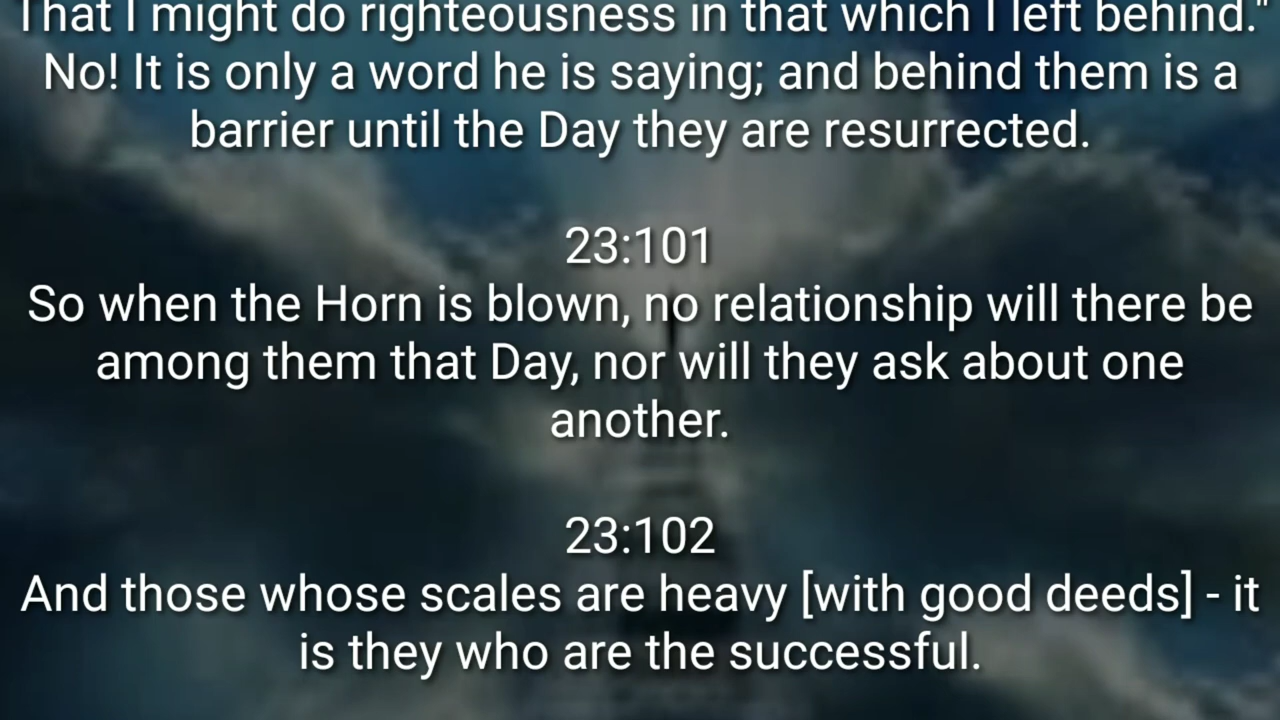 That I might do righteousness in that which I left behind."
No! It is only a word he is saying; and behind them is a
barrier until the Day they are resurrected.
23:101
So when the Horn is blown, no relationship will there be
among them that Day, nor will they ask about one
another.
23:102
And those whose scales are heavy [with good deeds] - it
is they who are the successful.